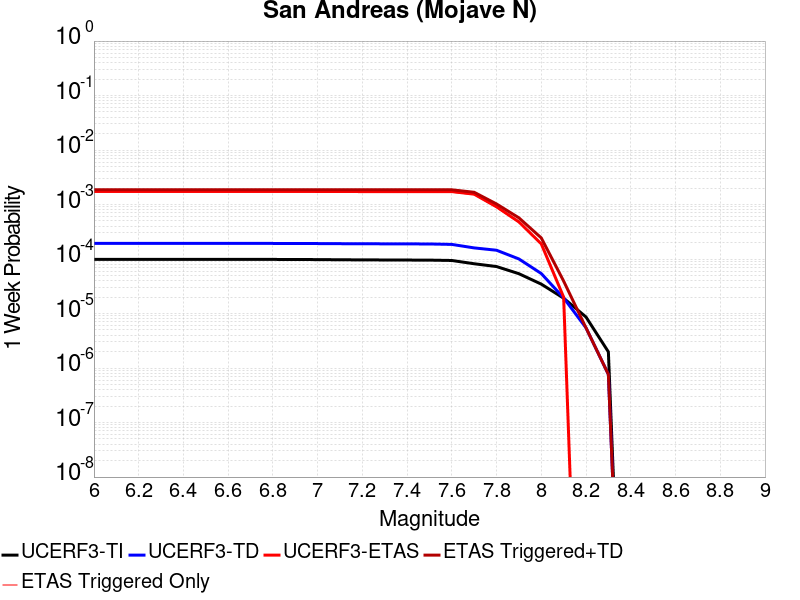 San Andreas (Mojave N)
10 0
10 -1
10 -2
10 -3
10 -4
10 -5
10 -6
10 -7
10 -8
1 Week Probability
6 6.2 6.4 6.6 6.8 7 7.2 7.4 7.6 7.8 8 8.2 8.4 8.6 8.8 9
Magnitude
UCERF3-TI UCERF3-TD UCERF3-ETAS ETAS Triggered+TD
ETAS Triggered Only